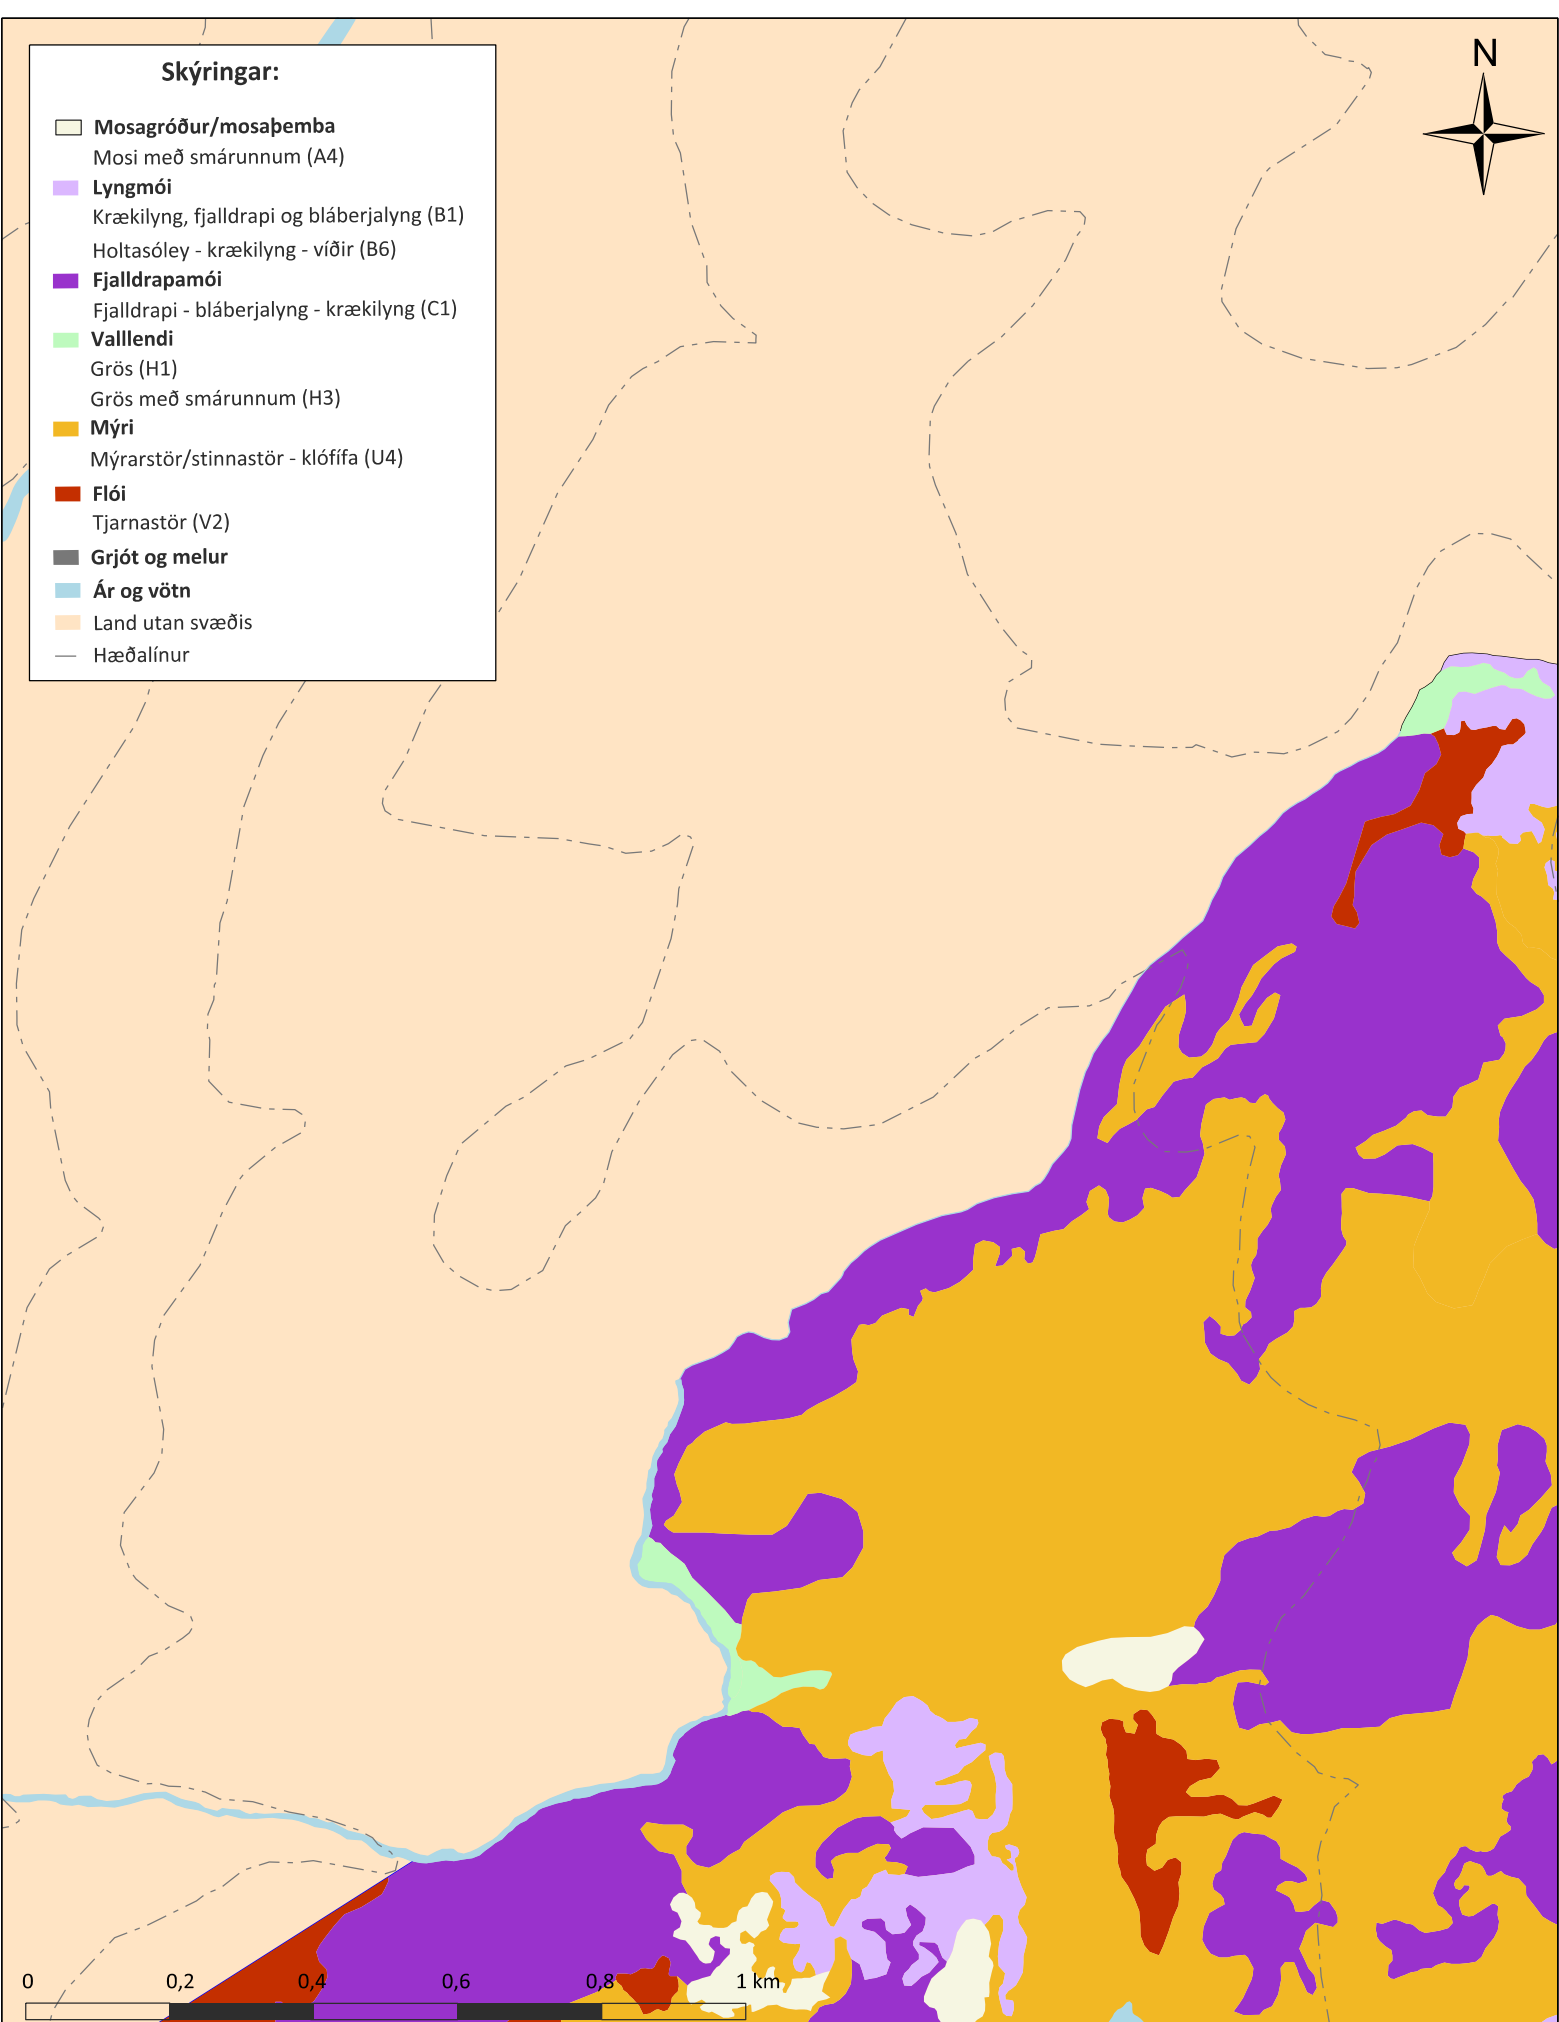 N
Skýringar:
Mosagróður/mosaþemba
Mosi með smárunnum (A4)
Lyngmói
Krækilyng, fjalldrapi og bláberjalyng (B1)
Holtasóley - krækilyng - víðir (B6)
Fjalldrapamói
Fjalldrapi - bláberjalyng - krækilyng (C1)
Valllendi
Grös (H1)
Grös með smárunnum (H3)
Mýri
Mýrarstör/stinnastör - klófífa (U4)
Flói
Tjarnastör (V2)
Grjót og melur
Ár og vötn
Land utan svæðis
Hæðalínur
0 0,2 0,4 0,6 0,8 1 km